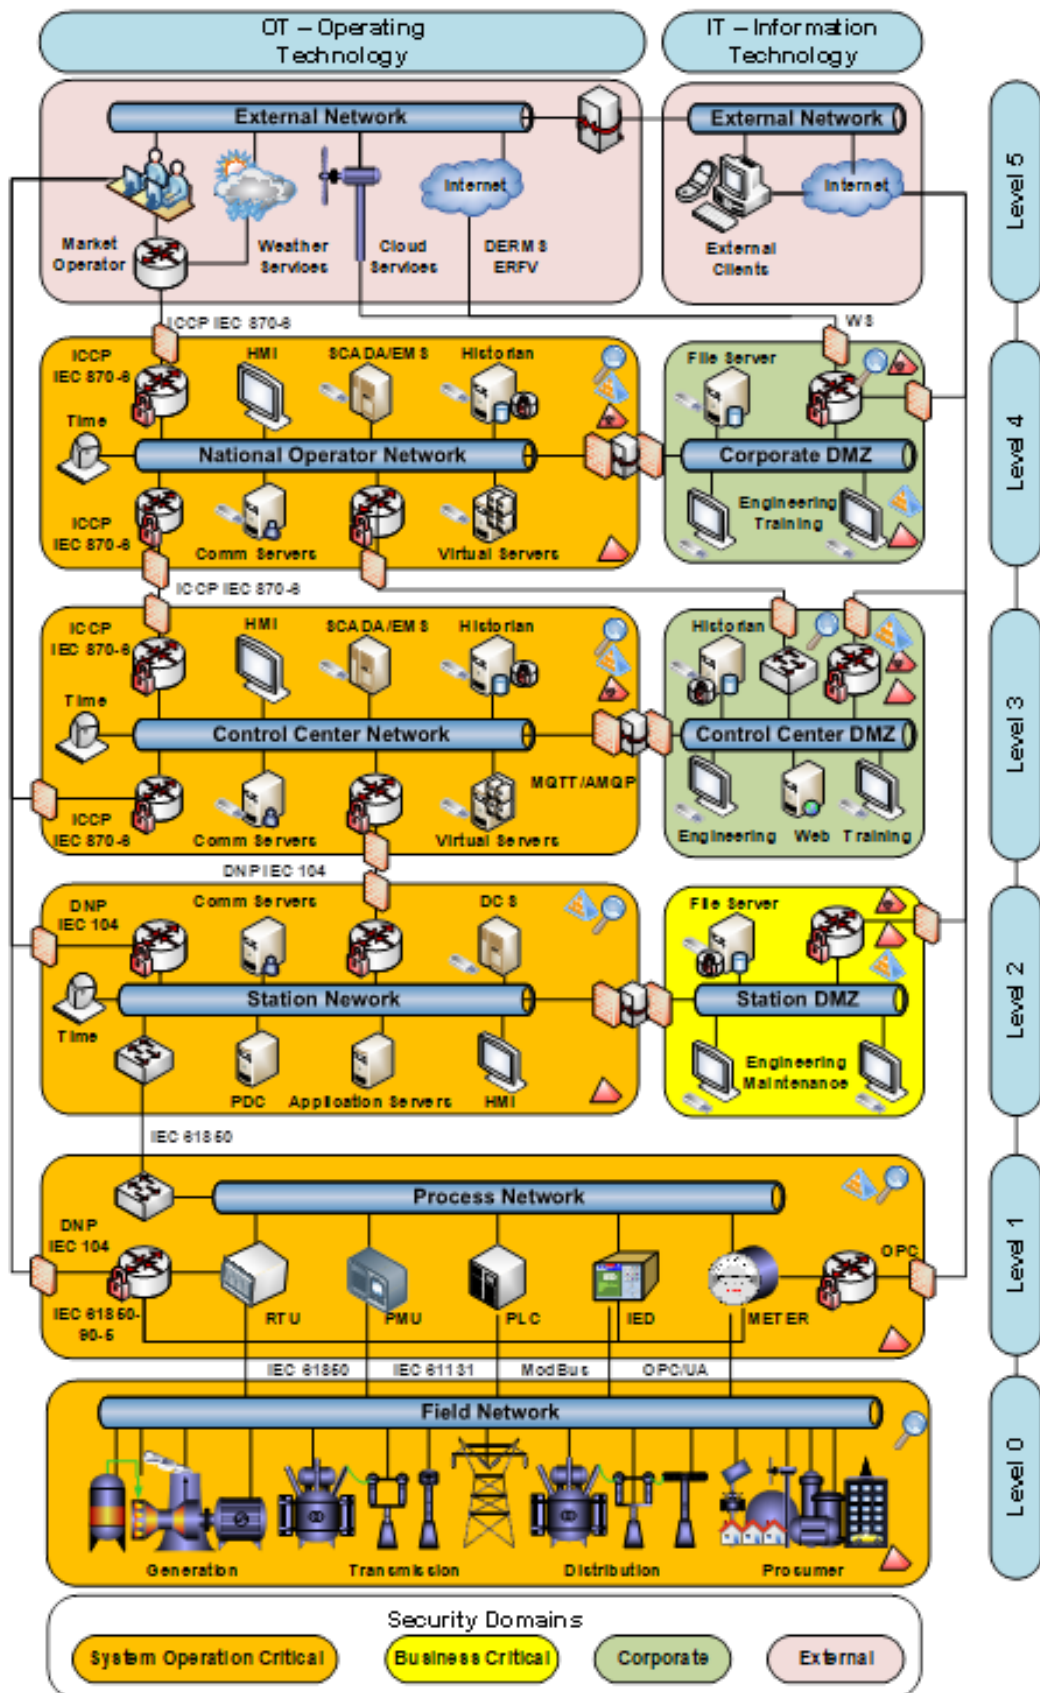 OT – Operating
Technology
IT – Information
Technology
External Network
External Network
Internet
Internet
Market
Operator
Weather
Services
Cloud
Services
DERMS
ERFV
External
Clients
Level 5
ICCP IEC 870-6
WS
ICCP
IEC 870-6
HMI
SCADA/EMS
Historian
File Server
Time
National Operator Network
Corporate DMZ
ICCP
IEC 870-6
Comm Servers
Virtual Servers
Engineering
Training
Level 4
ICCP IEC 870-6
ICCP
IEC 870-6
HMI
SCADA/EMS
Historian
Historian
Time
Control Center Network
Control Center DMZ
MQTT/AMQP
ICCP
IEC 870-6
Comm Servers
Virtual Servers
Engineering
Web
Training
Level 3
DNP IEC 104
DNP
IEC 104
Comm Servers
DCS
File Server
Station Nework
Station DMZ
Time
PDC
Application Servers
HMI
Engineering
Maintenance
Level 2
IEC 61850
Process Network
DNP
IEC 104
OPC
IEC 61850-
90-5
RTU
PMU
PLC
IED
METER
Level 1
IEC 61850
IEC 61131
ModBus
OPC/UA
Field Network
Generation
Transmission
Distribution
Prosumer
Level 0
Security Domains
System Operation Critical
Business Critical
Corporate
External